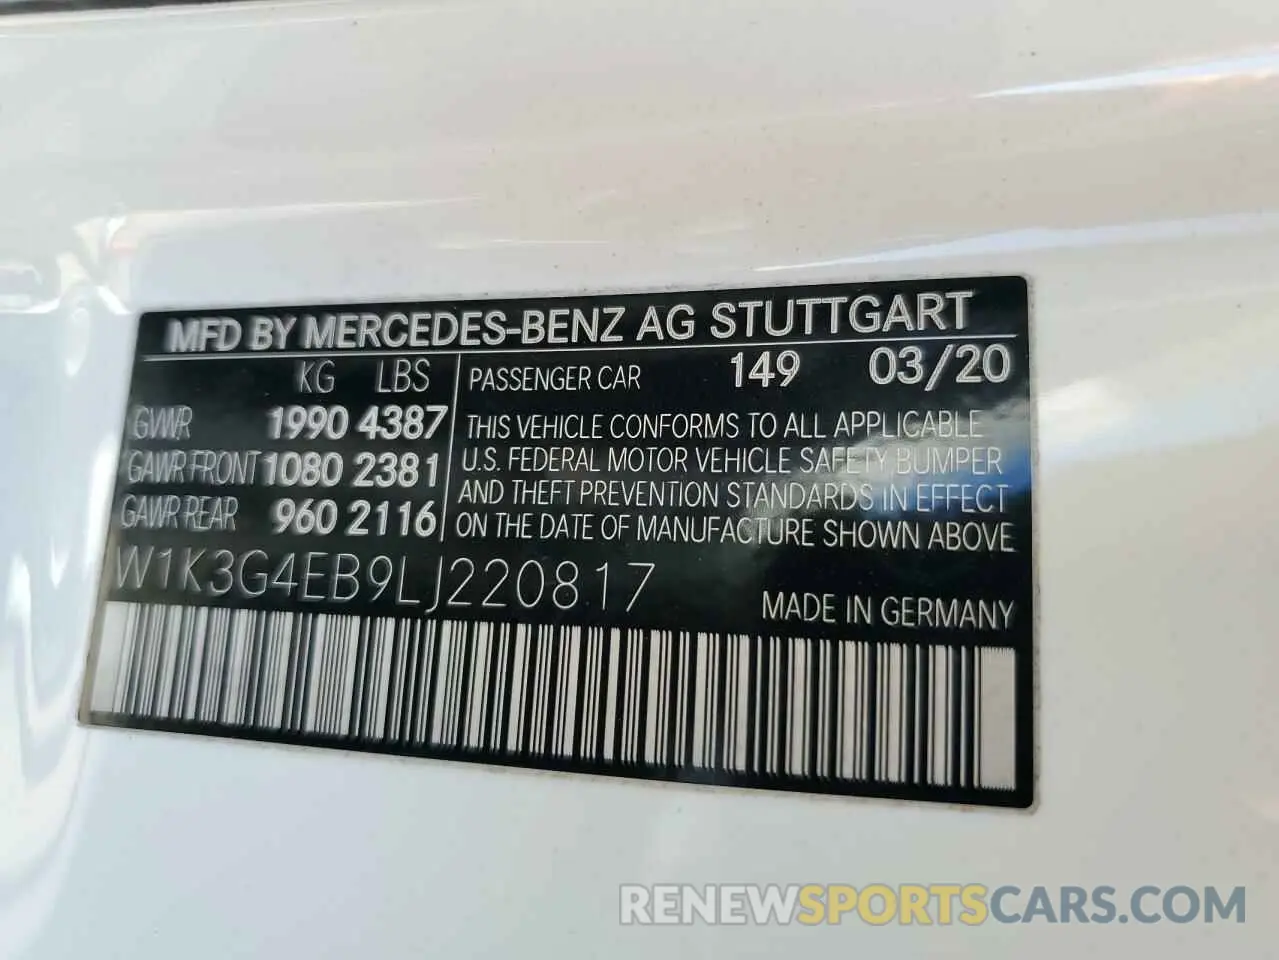 MFD BY MERCEDES-BENZ AG STUTTGART
KG LBS
GVWR 1990 4387
GAWR FRONT 1080 2381
GAWR REAR 960 2116
PASSENGER CAR 149 03/20
THIS VEHICLE CONFORMS TO ALL APPLICABLE
U.S. FEDERAL MOTOR VEHICLE SAFETY BUMPER
AND THEFT PREVENTION STANDARDS IN EFFECT
ON THE DATE OF MANUFACTURE SHOWN ABOVE
W1K3G4EB9LJ220817
MADE IN GERMANY
RENEWSPORTSCARS.COM